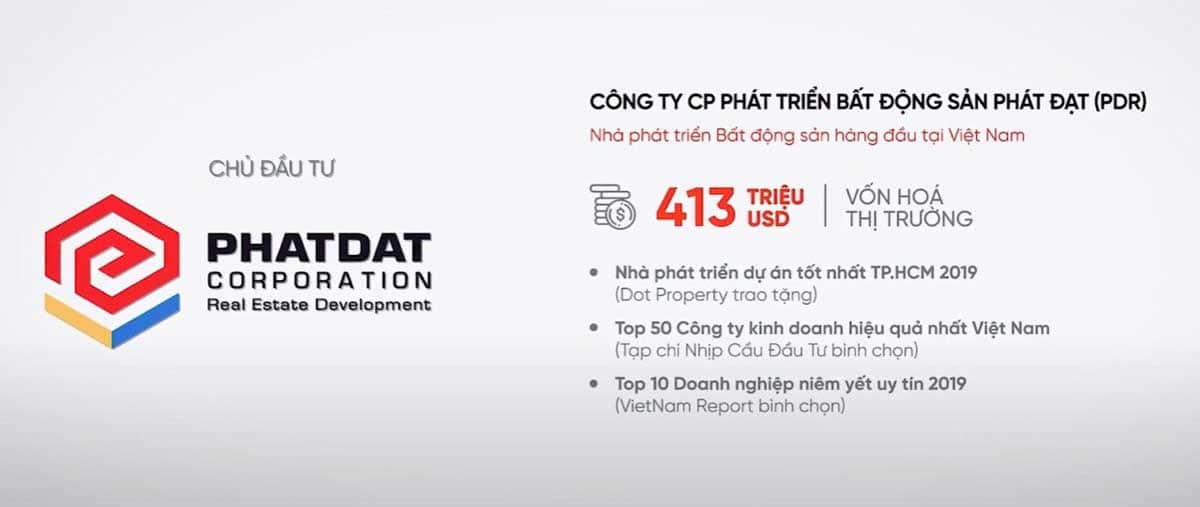 CHỦ ĐẦU TƯ
PHATDAT
CORPORATION
Real Estate Development
CÔNG TY CP PHÁT TRIỂN BẤT ĐỘNG SẢN PHÁT ĐẠT (PDR)
Nhà phát triển Bất động sản hàng đầu tại Việt Nam
413 TRIỆU USD
VỐN HOÁ
THỊ TRƯỜNG
• Nhà phát triển dự án tốt nhất TP.HCM 2019
(Dot Property trao tặng)
• Top 50 Công ty kinh doanh hiệu quả nhất Việt Nam
(Tạp chí Nhịp Cầu Đầu Tư bình chọn)
• Top 10 Doanh nghiệp niêm yết uy tín 2019
(VietNam Report bình chọn)